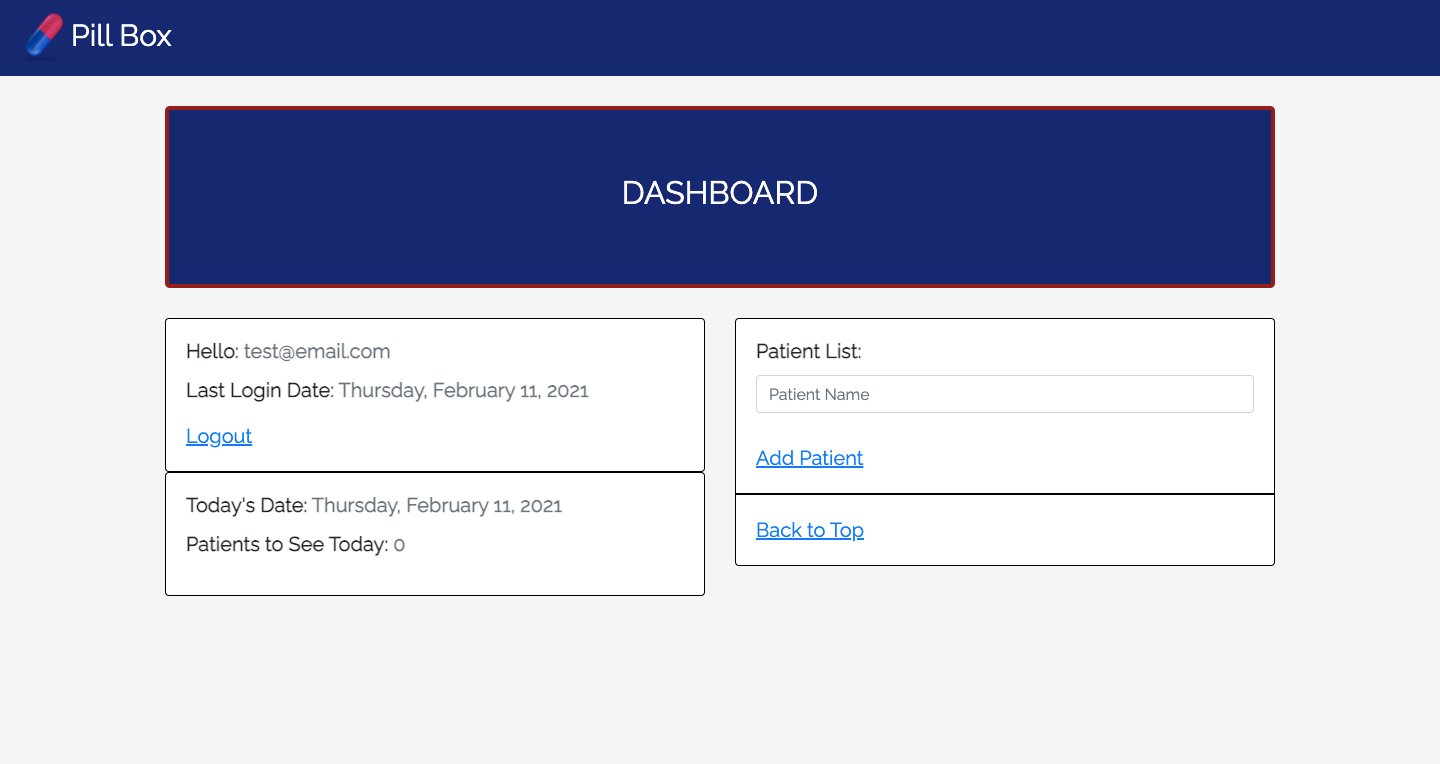 Pill Box
DASHBOARD
Hello: test@email.com
Last Login Date: Thursday, February 11, 2021
Logout
Today's Date: Thursday, February 11, 2021
Patients to See Today: 0
Patient List:
Patient Name
Add Patient
Back to Top